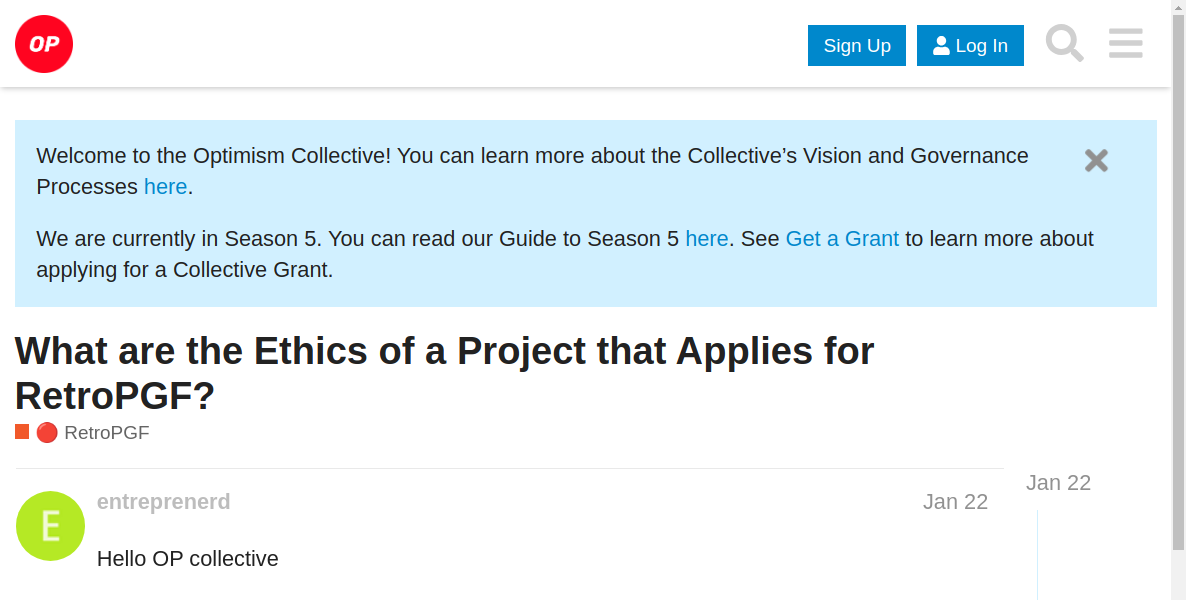 OP
Sign Up
Log In
Welcome to the Optimism Collective! You can learn more about the Collective’s Vision and Governance
Processes here.
We are currently in Season 5. You can read our Guide to Season 5 here. See Get a Grant to learn more about
applying for a Collective Grant.
What are the Ethics of a Project that Applies for
RetroPGF?
RetroPGF
Jan 22
E
entreprenerd
Jan 22
Hello OP collective